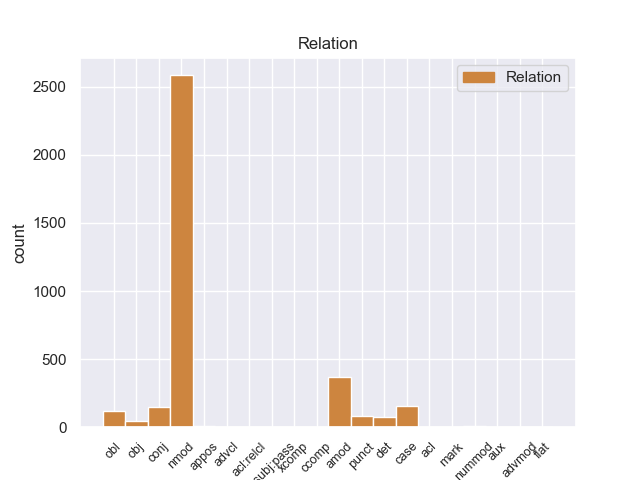 Relation
Relation
count
2500
2000
1500
1000
500
0
obl
obj
conj
nmod
appos
advcl
acl:relcl
subj:pass
xcomp
ccomp
amod
punct
det
case
acl
mark
nummod
aux
advmod
flat